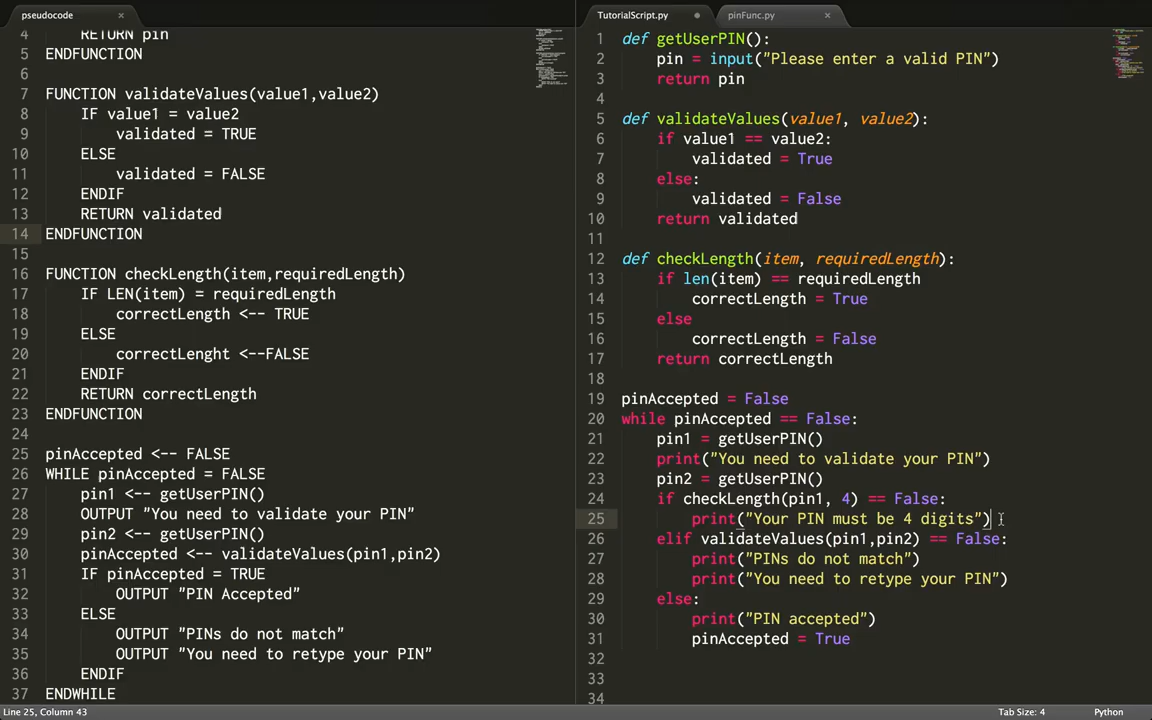 pseudocode ×
4 RETURN pin
5 ENDFUNCTION
6
7 FUNCTION validateValues(value1,value2)
8 IF value1 = value2
9 validated = TRUE
10 ELSE
11 validated = FALSE
12 ENDIF
13 RETURN validated
14 ENDFUNCTION
15
16 FUNCTION checkLength(item,requiredLength)
17 IF LEN(item) = requiredLength
18 correctLength <-- TRUE
19 ELSE
20 correctLenght <--FALSE
21 ENDIF
22 RETURN correctLength
23 ENDFUNCTION
24
25 pinAccepted <-- FALSE
26 WHILE pinAccepted = FALSE
27 pin1 <-- getUserPIN()
28 OUTPUT "You need to validate your PIN"
29 pin2 <-- getUserPIN()
30 pinAccepted <-- validateValues(pin1,pin2)
31 IF pinAccepted = TRUE
32 OUTPUT "PIN Accepted"
33 ELSE
34 OUTPUT "PINs do not match"
35 OUTPUT "You need to retype your PIN"
36 ENDIF
37 ENDWHILE
TutorialScript.py • pinFunc.py ×
1 def getUserPIN():
2 pin = input("Please enter a valid PIN")
3 return pin
4
5 def validateValues(value1, value2):
6 if value1 == value2:
7 validated = True
8 else:
9 validated = False
10 return validated
11
12 def checkLength(item, requiredLength):
13 if len(item) == requiredLength
14 correctLength = True
15 else
16 correctLength = False
17 return correctLength
18
19 pinAccepted = False
20 while pinAccepted == False:
21 pin1 = getUserPIN()
22 print("You need to validate your PIN")
23 pin2 = getUserPIN()
24 if checkLength(pin1, 4) == False:
25 print("Your PIN must be 4 digits")
26 elif validateValues(pin1,pin2) == False:
27 print("PINs do not match")
28 print("You need to retype your PIN")
29 else:
30 print("PIN accepted")
31 pinAccepted = True
32
33
34
Line 25, Column 43 Tab Size: 4 Python